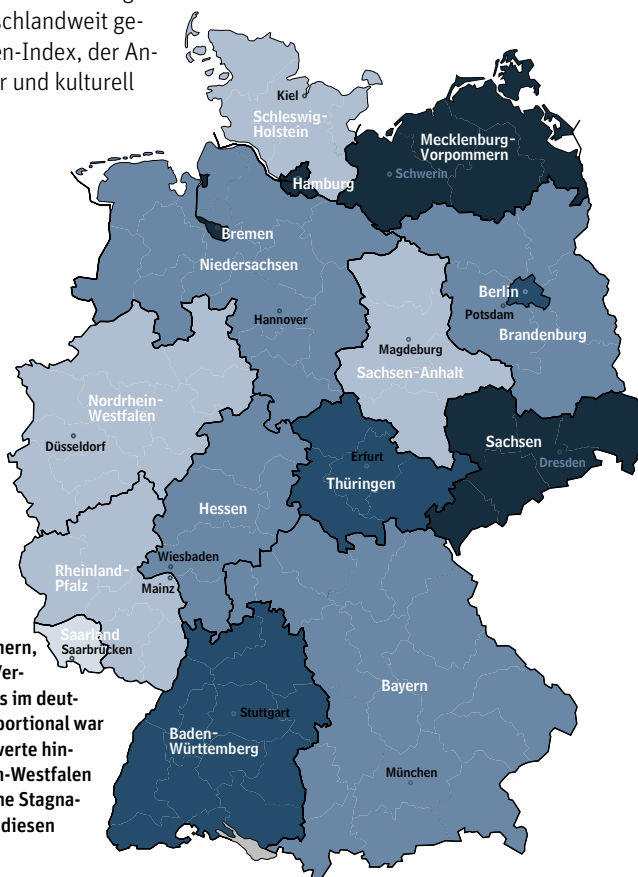 schlandweit ge-
en-Index, der An-
r und kulturell
Kiel
Schleswig-
Holstein
Mecklenburg-
Vorpommern
Schwerin
Hamburg
Bremen
Niedersachsen
Berlin
Potsdam
Brandenburg
Hannover
Magdeburg
Sachsen-Anhalt
Nordrhein-
Westfalen
Düsseldorf
Sachsen
Dresden
Erfurt
Thüringen
Hessen
Wiesbaden
Rheinland-
Pfalz
Mainz
Saarland
Saarbrücken
nern,
Ver-
s im deut-
portional war
werte hin-
n-Westfalen
ne Stagna-
diesen
Bayern
Stuttgart
Baden-
Württemberg
München